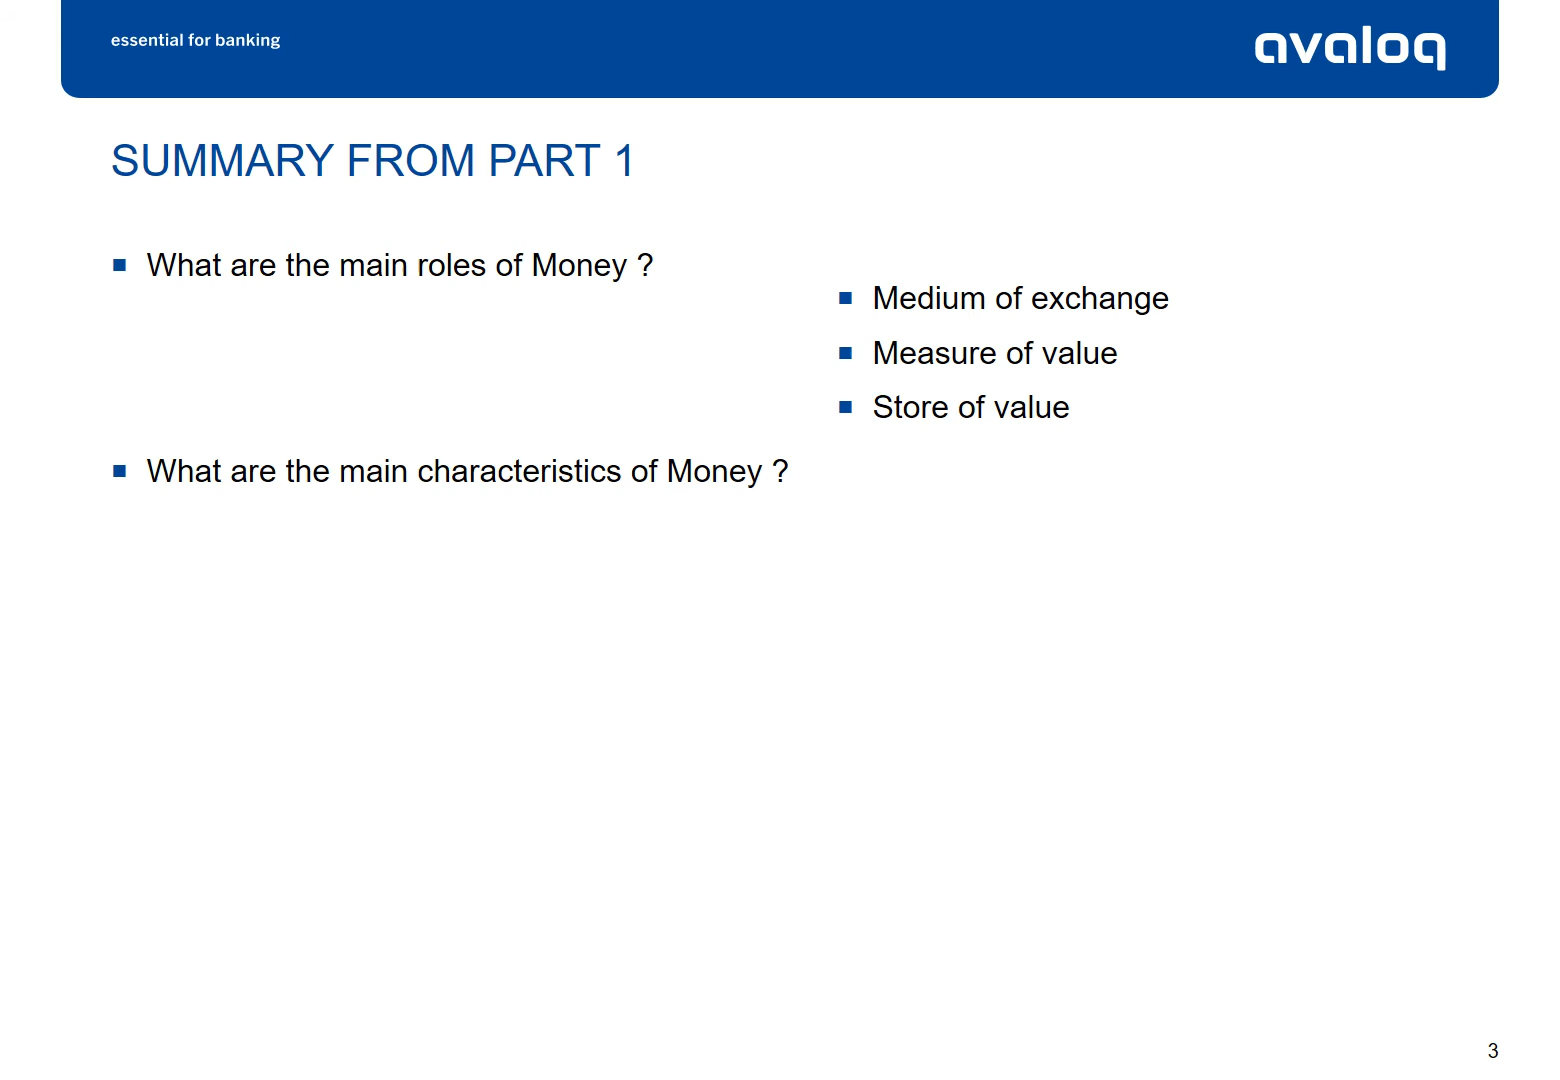 essential for banking
avaloq
SUMMARY FROM PART 1
What are the main roles of Money ?
Medium of exchange
Measure of value
Store of value
What are the main characteristics of Money ?
3